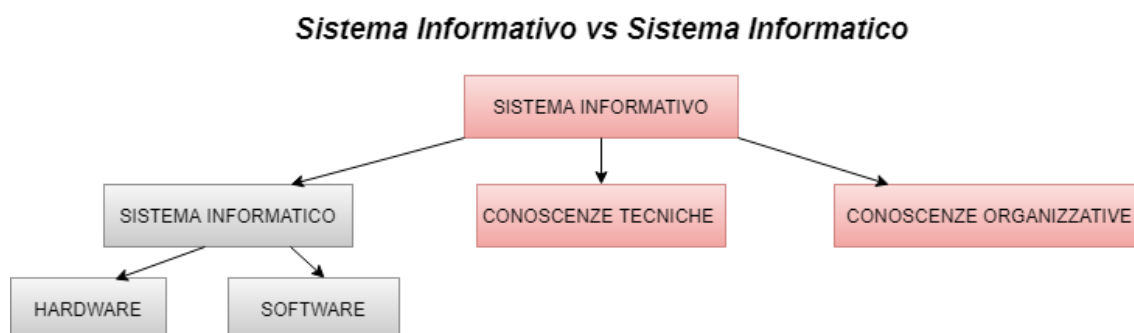 Sistema Informativo vs Sistema Informatico
SISTEMA INFORMATIVO
SISTEMA INFORMATICO
CONOSCENZE TECNICHE
CONOSCENZE ORGANIZZATIVE
HARDWARE
SOFTWARE